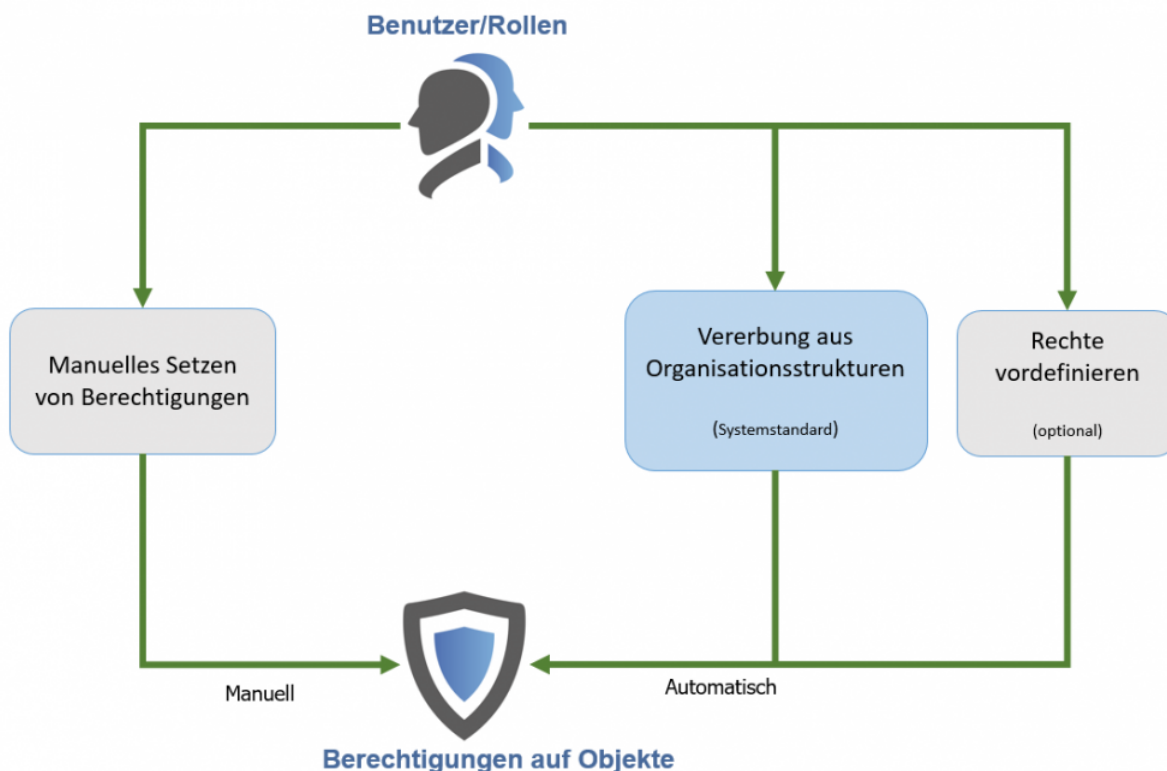 Benutzer/Rollen
Manuelles Setzen
von Berechtigungen
Vererbung aus
Organisationsstrukturen
(Systemstandard)
Rechte
vordefinieren
(optional)
Manuell
Automatisch
Berechtigungen auf Objekte